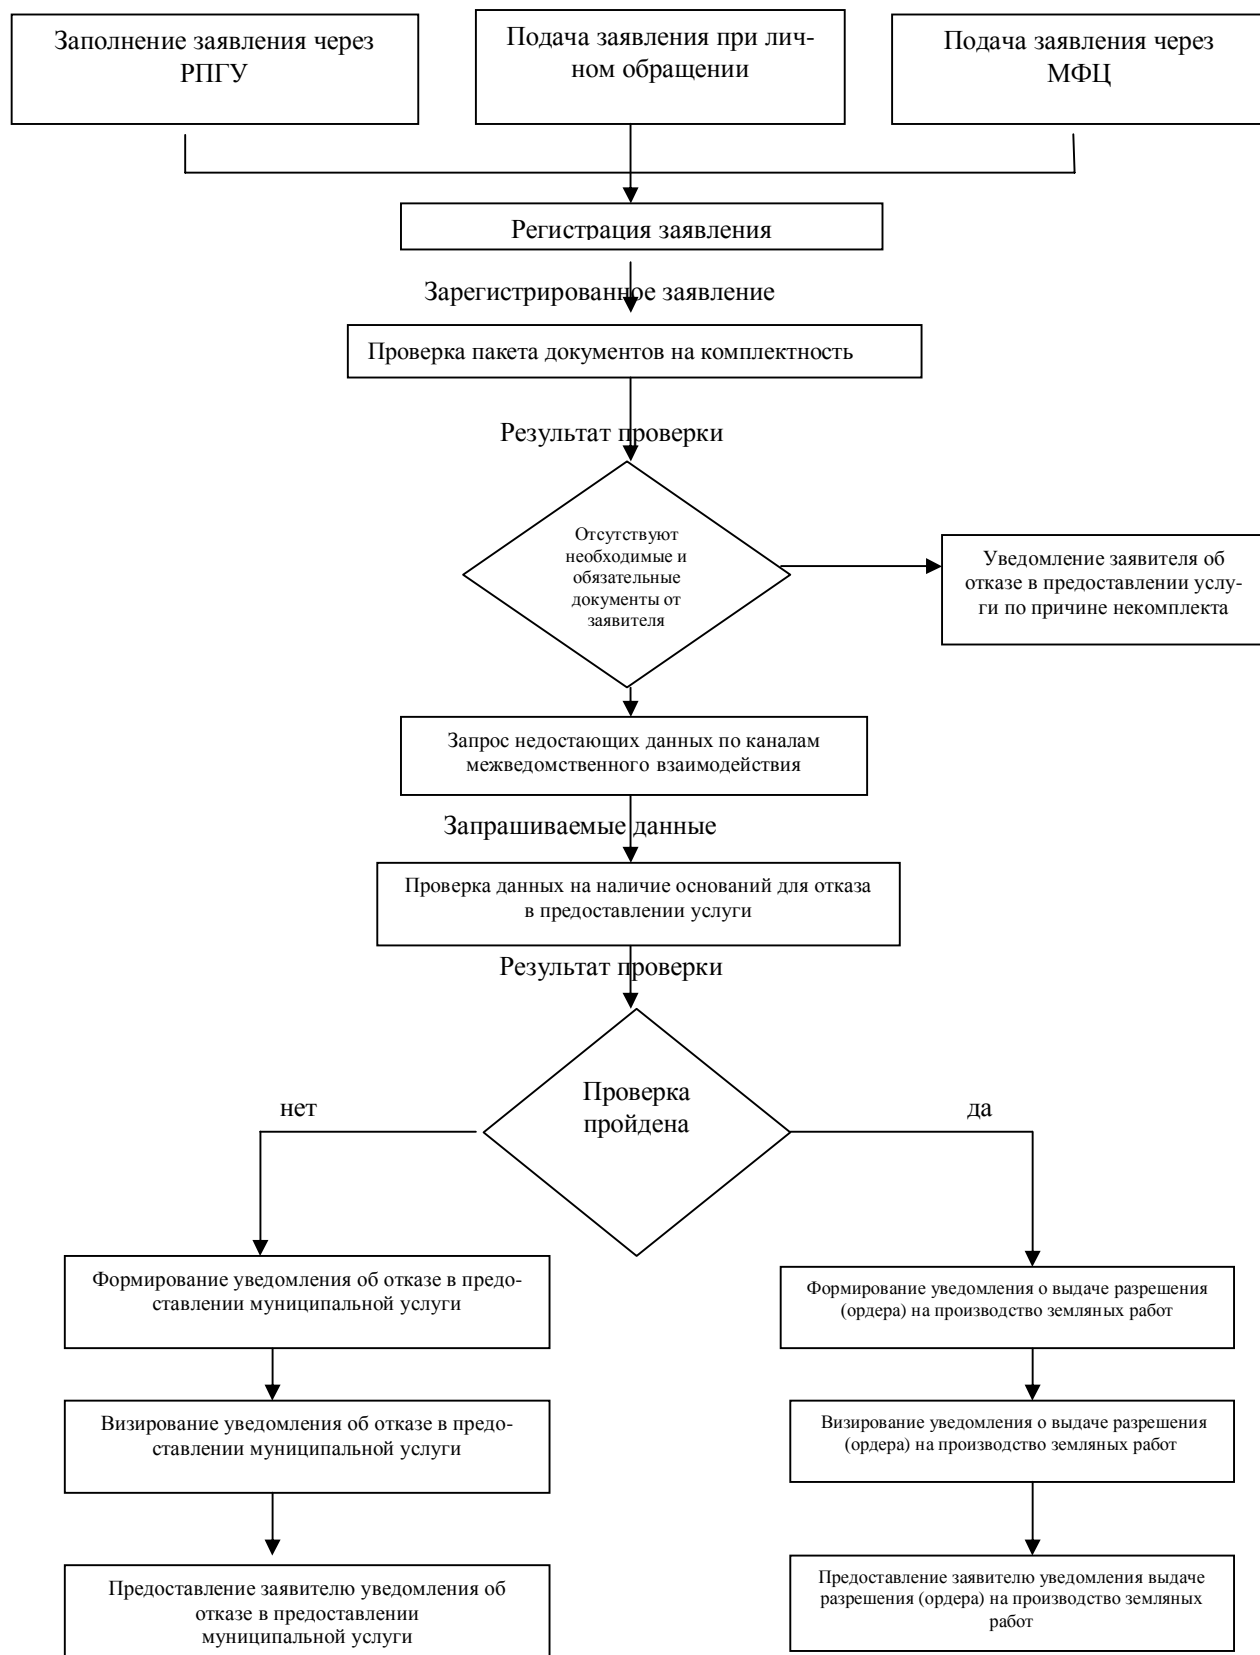 Заполнение заявления через
РПГУ
Подача заявления при лич-
ном обращении
Подача заявления через
МФЦ
Регистрация заявления
Зарегистрированное заявление
Проверка пакета документов на комплектность
Результат проверки
Отсутствуют
необходимые и
обязательные
документы от
заявителя
Уведомление заявителя об
отказе в предоставлении услу-
ги по причине некомплекта
Запрос недостающих данных по каналам
межведомственного взаимодействия
Запрашиваемые данные
Проверка данных на наличие оснований для отказа
в предоставлении услуги
Результат проверки
Проверка
пройдена
нет
да
Формирование уведомления об отказе в предо-
ставлении муниципальной услуги
Формирование уведомления о выдаче разрешения
(ордера) на производство земляных работ
Визирование уведомления об отказе в предо-
ставлении муниципальной услуги
Визирование уведомления о выдаче разрешения
(ордера) на производство земляных работ
Предоставление заявителю уведомления об
отказе в предоставлении
муниципальной услуги
Предоставление заявителю уведомления выдаче
разрешения (ордера) на производство земляных
работ